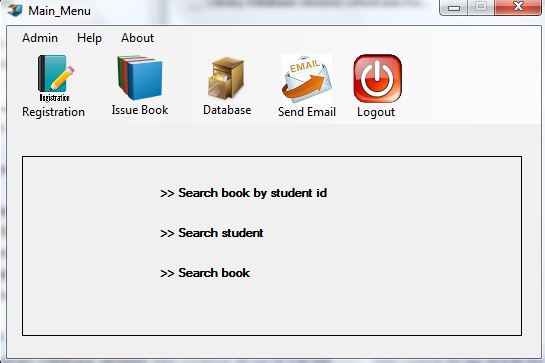 Main_Menu
Admin Help About
Registration
EMAIL
Registration Issue Book Database Send Email Logout
>> Search book by student id
>> Search student
>> Search book